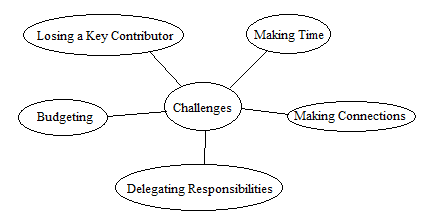 Losing a Key Contributor
Making Time
Challenges
Budgeting
Making Connections
Delegating Responsibilities